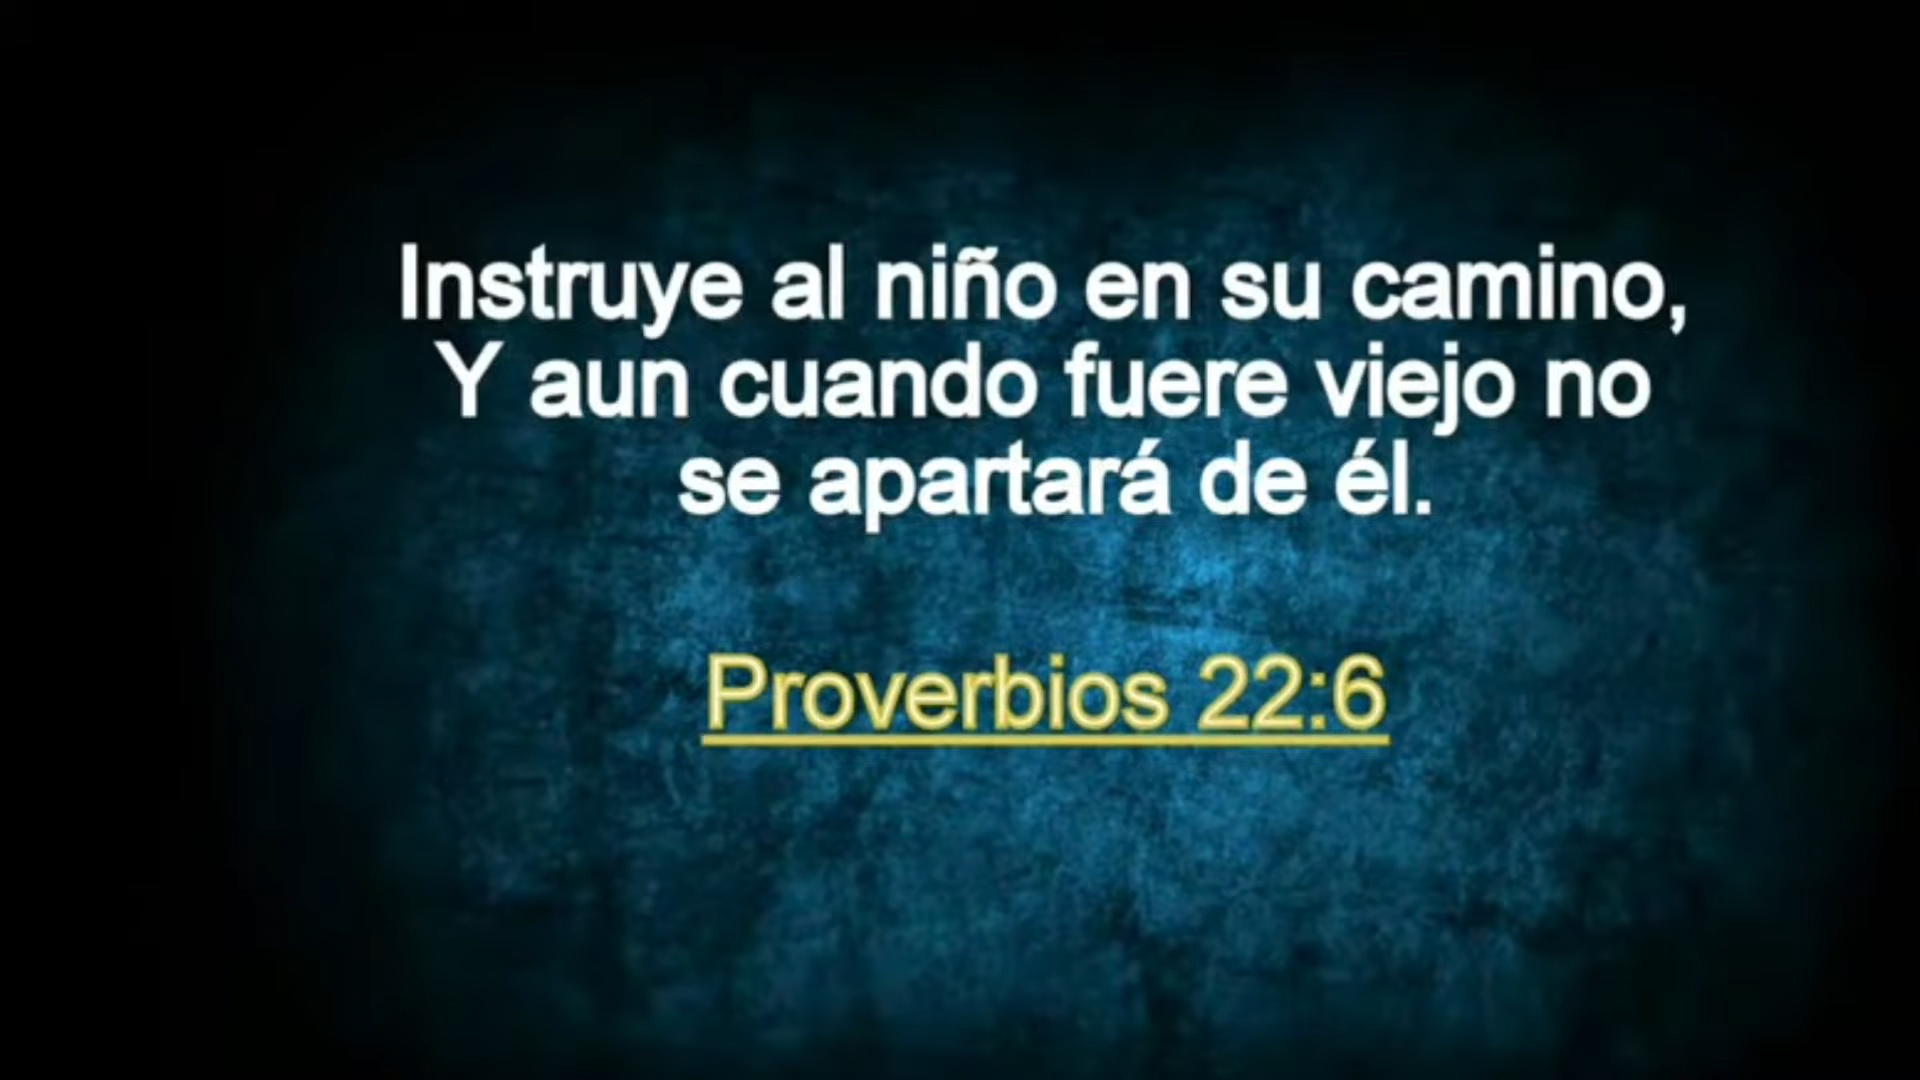 Instruye al niño en su camino,
Y aun cuando fuere viejo no
se apartará de él.
Proverbios 22:6